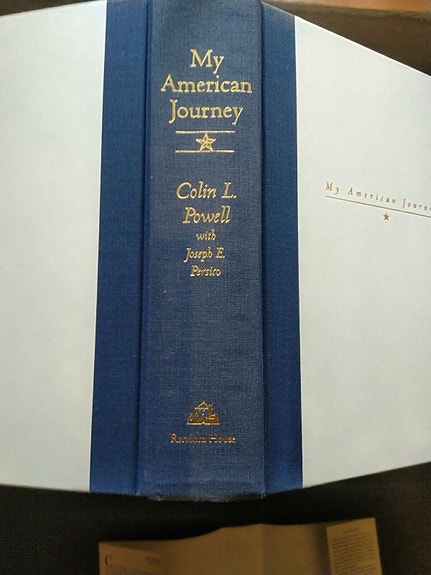 My
American
Journey
Colin L.
Powell
with
Joseph E.
Persico
Random House
My American Journ